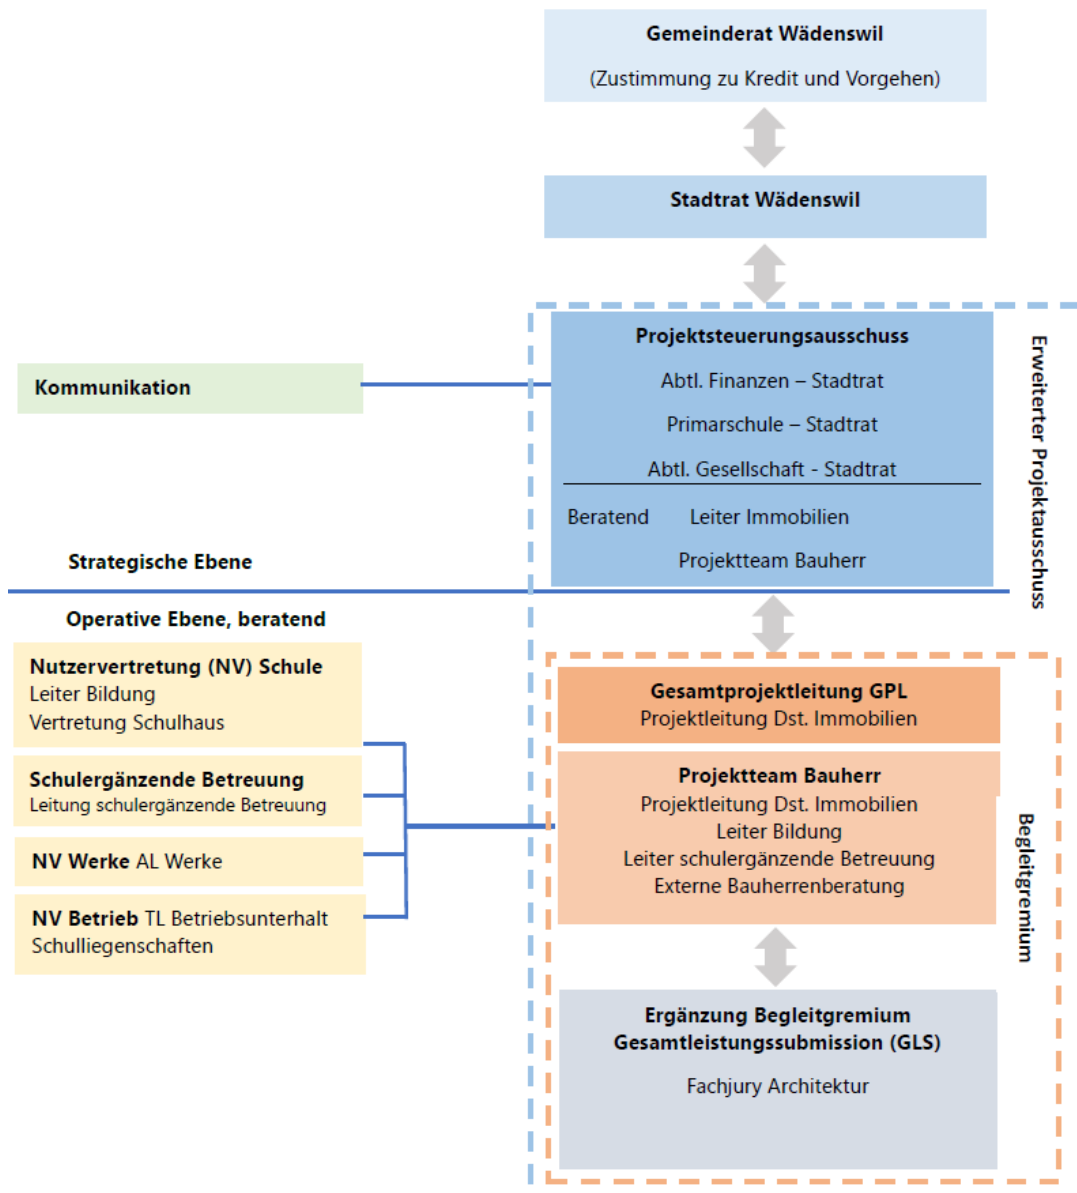 Gemeinderat Wädenswil
(Zustimmung zu Kredit und Vorgehen)
Stadtrat Wädenswil
Projektsteuerungsausschuss
Abtl. Finanzen – Stadtrat
Primarschule – Stadtrat
Abtl. Gesellschaft - Stadtrat
Beratend Leiter Immobilien
Projektteam Bauherr
Erweiterter Projektausschuss
Kommunikation
Strategische Ebene
Operative Ebene, beratend
Nutzervertretung (NV) Schule
Leiter Bildung
Vertretung Schulhaus
Schulergänzende Betreuung
Leitung schulergänzende Betreuung
NV Werke AL Werke
NV Betrieb TL Betriebsunterhalt
Schulliegenschaften
Gesamtprojektleitung GPL
Projektleitung Dst. Immobilien
Projektteam Bauherr
Projektleitung Dst. Immobilien
Leiter Bildung
Leiter schulergänzende Betreuung
Externe Bauherrenberatung
Begleitgremium
Ergänzung Begleitgremium
Gesamtleistungssubmission (GLS)
Fachjury Architektur